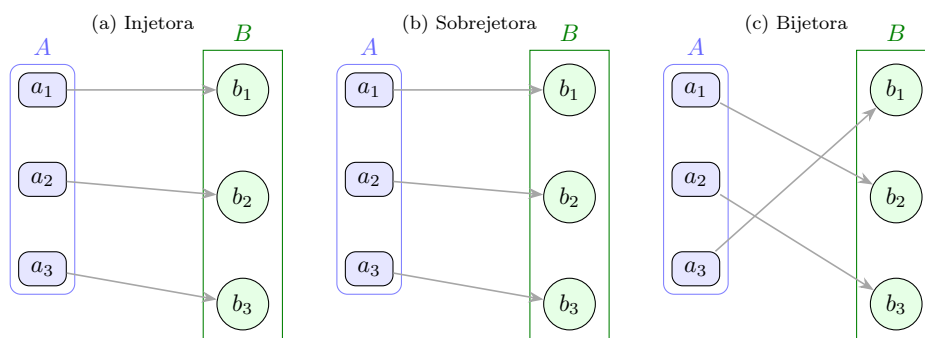 (a) Injetora
A
B
a₁
b₁
a₂
b₂
a₃
b₃
(b) Sobrejetora
A
B
a₁
b₁
a₂
b₂
a₃
b₃
(c) Bijetora
A
B
a₁
b₁
a₂
b₂
a₃
b₃